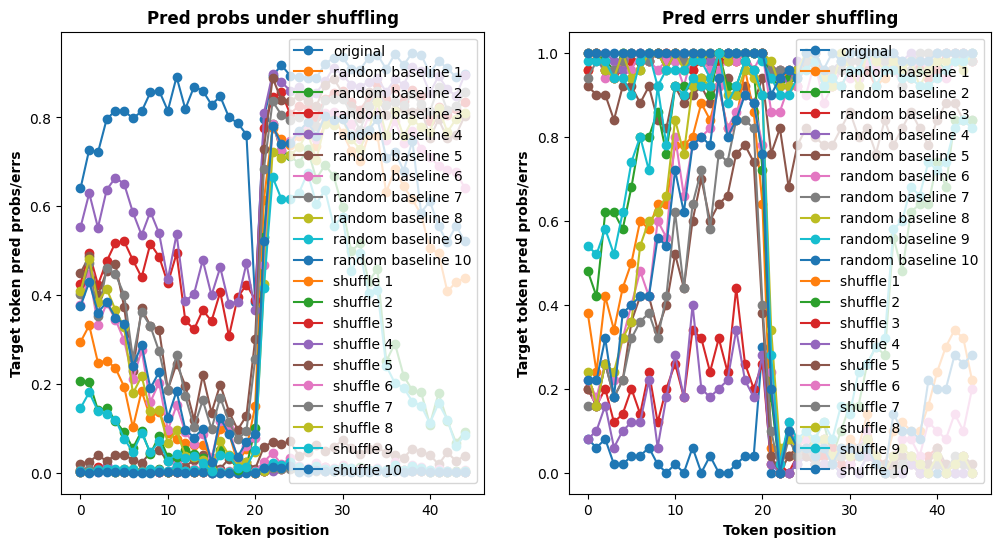 Pred probs under shuffling
Target token pred probs/errs
0.8
0.6
0.4
0.2
0.0
0
10
20
30
40
Token position
original
random baseline 1
random baseline 2
random baseline 3
random baseline 4
random baseline 5
random baseline 6
random baseline 7
random baseline 8
random baseline 9
random baseline 10
shuffle 1
shuffle 2
shuffle 3
shuffle 4
shuffle 5
shuffle 6
shuffle 7
shuffle 8
shuffle 9
shuffle 10
Pred errs under shuffling
Target token pred probs/errs
1.0
0.8
0.6
0.4
0.2
0.0
0
10
20
30
40
Token position
original
random baseline 1
random baseline 2
random baseline 3
random baseline 4
random baseline 5
random baseline 6
random baseline 7
random baseline 8
random baseline 9
random baseline 10
shuffle 1
shuffle 2
shuffle 3
shuffle 4
shuffle 5
shuffle 6
shuffle 7
shuffle 8
shuffle 9
shuffle 10